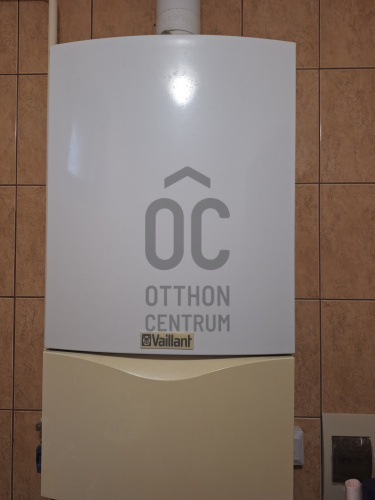 ÔC
OTTHON
CENTRUM
Vaillant